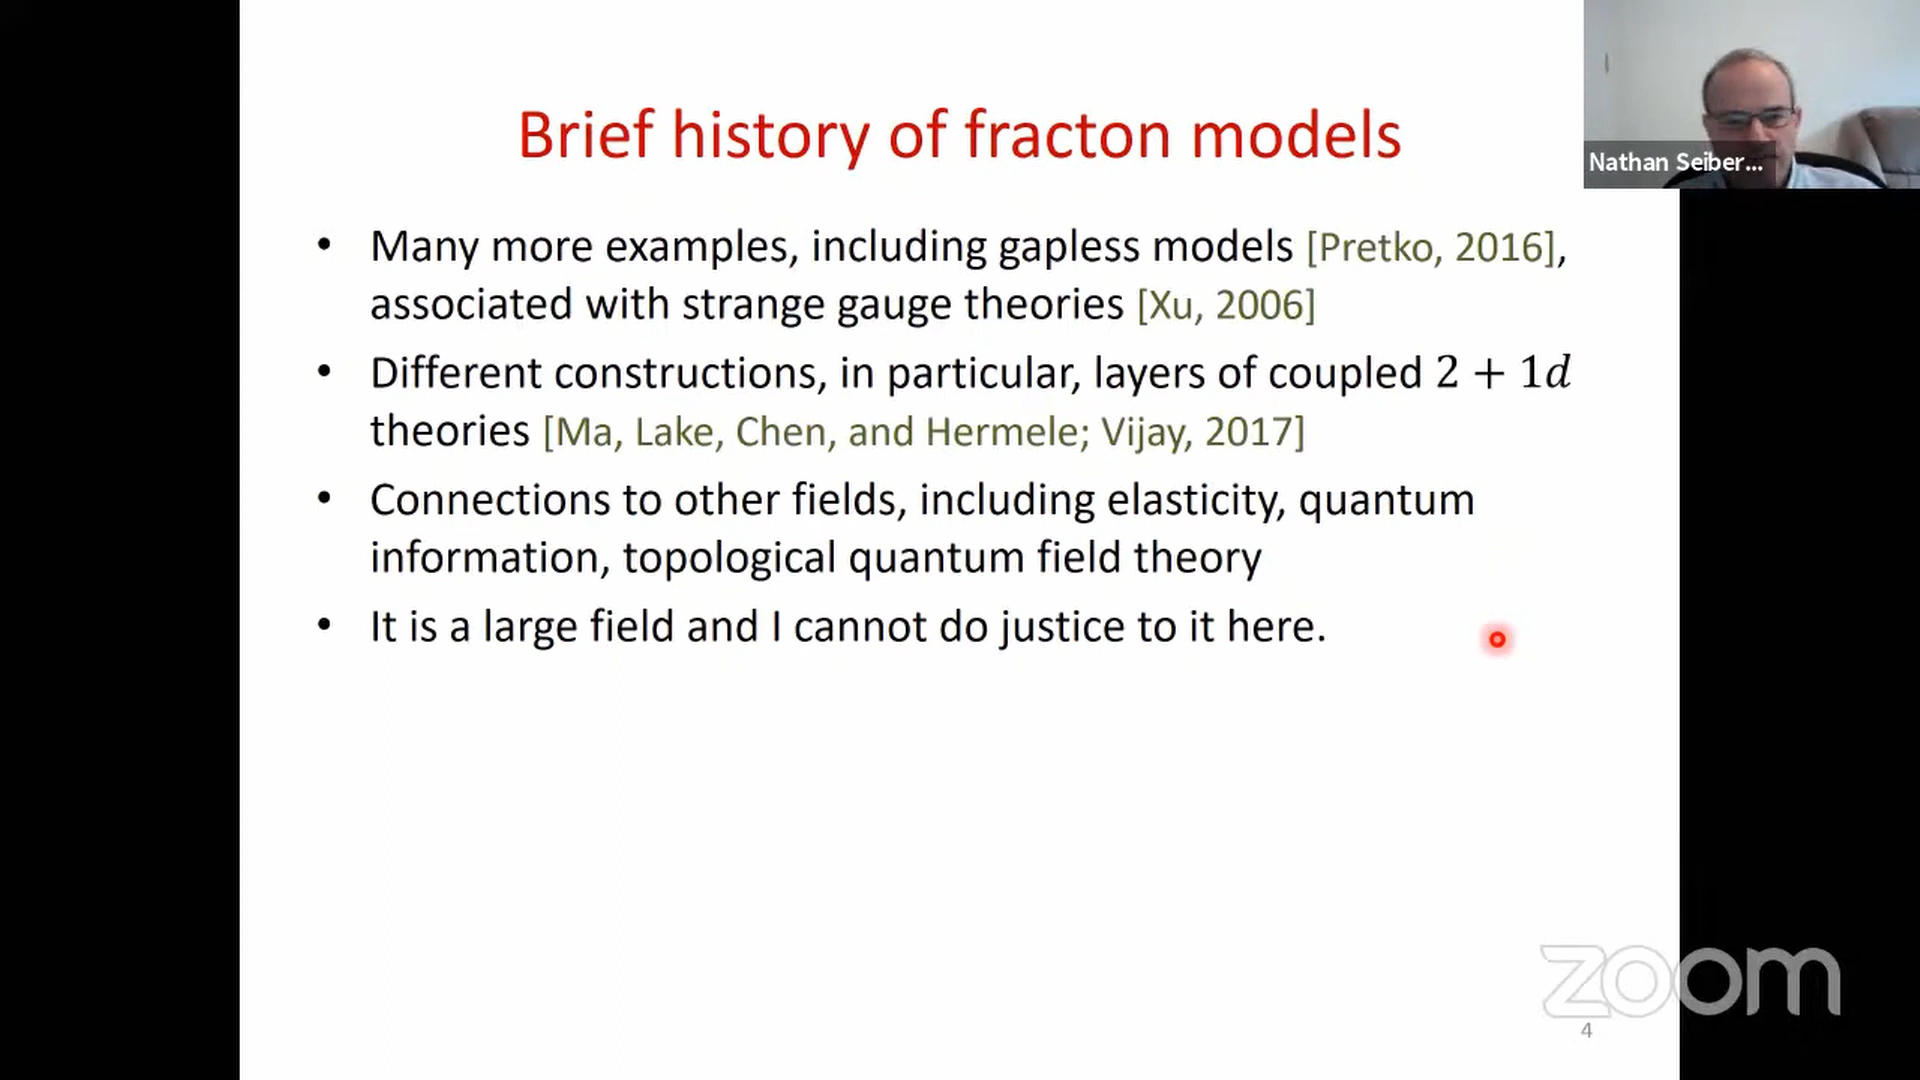 Brief history of fracton models
Nathan Seiber...
• Many more examples, including gapless models [Pretko, 2016],
associated with strange gauge theories [Xu, 2006]
• Different constructions, in particular, layers of coupled 2 + 1d
theories [Ma, Lake, Chen, and Hermele; Vijay, 2017]
• Connections to other fields, including elasticity, quantum
information, topological quantum field theory
• It is a large field and I cannot do justice to it here.
zoom
4